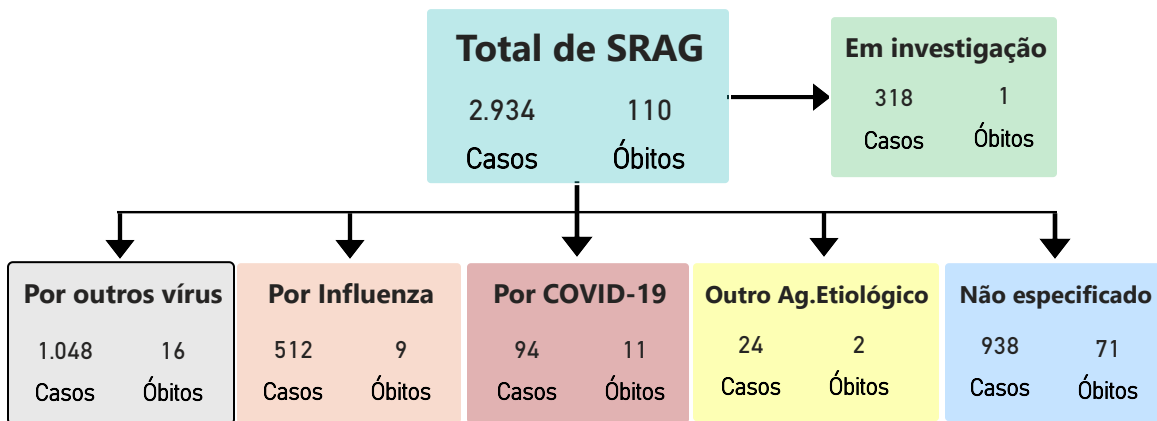 Total de SRAG
2.934 110
Casos Óbitos
Em investigação
318 1
Casos Óbitos
Por outros vírus
1.048 16
Casos Óbitos
Por Influenza
512 9
Casos Óbitos
Por COVID-19
94 11
Casos Óbitos
Outro Ag.Etiológico
24 2
Casos Óbitos
Não especificado
938 71
Casos Óbitos